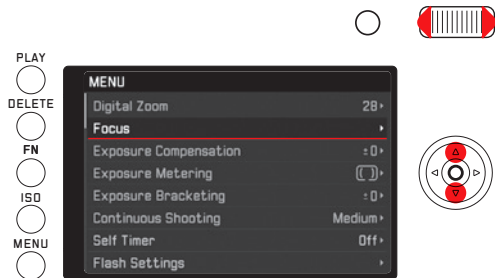 PLAY
DELETE
FN
ISO
MENU
MENU
Digital Zoom 28
Focus
Exposure Compensation ±0
Exposure Metering
Exposure Bracketing ±0
Continuous Shooting Medium
Self Timer Off
Flash Settings